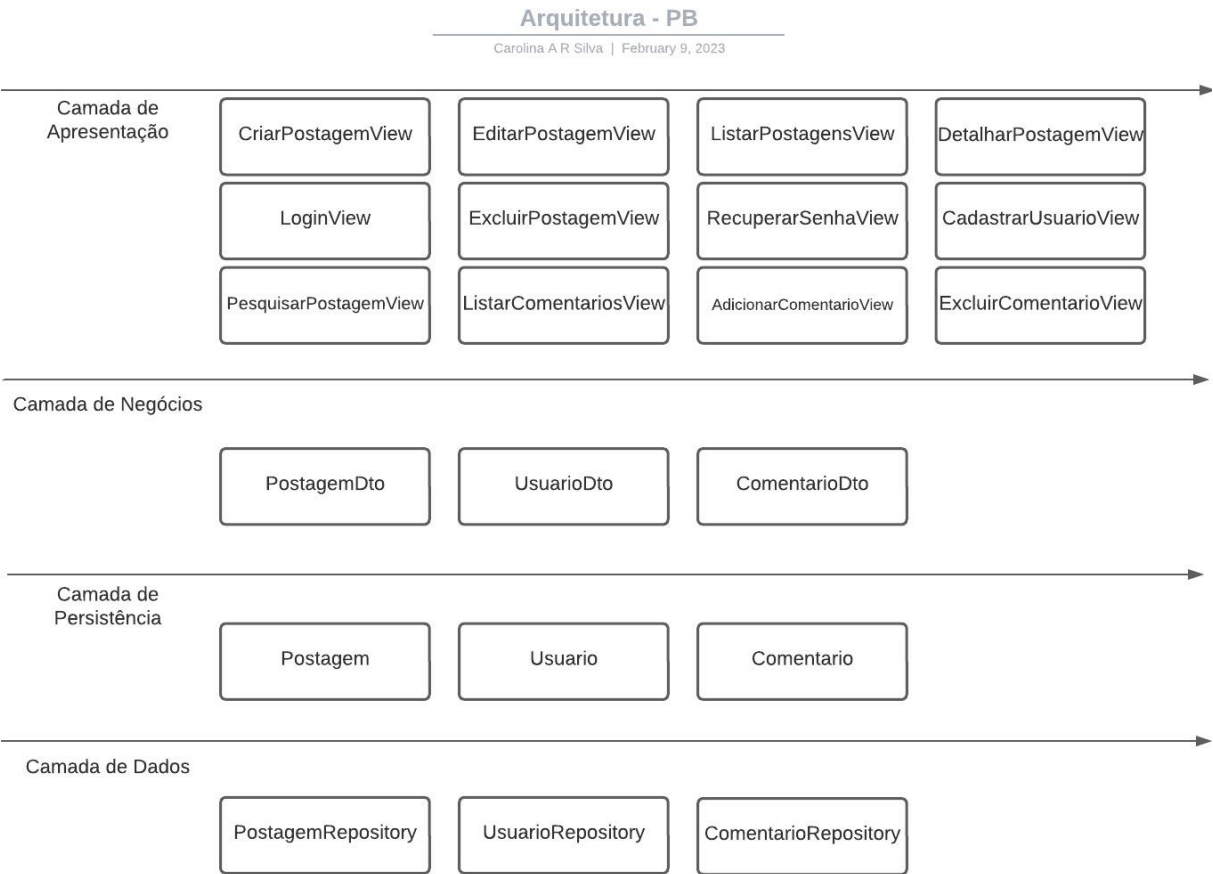 Arquitetura - PB
Carolina A R Silva | February 9, 2023
Camada de
Apresentação
CriarPostagemView
EditarPostagemView
ListarPostagensView
DetalharPostagemView
LoginView
ExcluirPostagemView
RecuperarSenhaView
CadastrarUsuarioView
PesquisarPostagemView
ListarComentariosView
AdicionarComentarioView
ExcluirComentarioView
Camada de Negócios
PostagemDto
UsuarioDto
ComentarioDto
Camada de
Persistência
Postagem
Usuario
Comentario
Camada de Dados
PostagemRepository
UsuarioRepository
ComentarioRepository